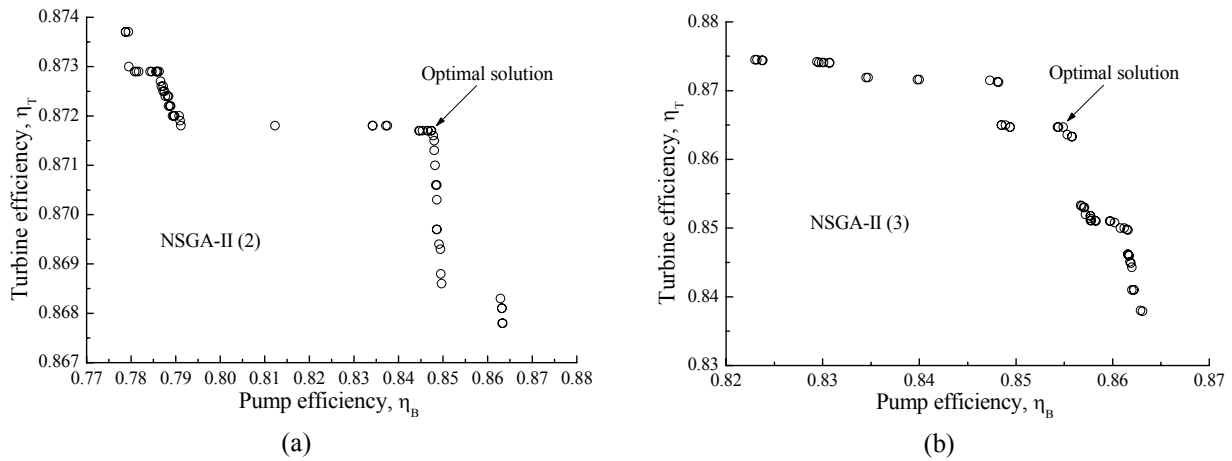 0.874
0.873
0.872
0.871
0.870
0.869
0.868
0.867
Turbine efficiency, η_T
Optimal solution
NSGA-II (2)
0.77 0.78 0.79 0.80 0.81 0.82 0.83 0.84 0.85 0.86 0.87 0.88
Pump efficiency, η_B
(a)
0.88
0.87
0.86
0.85
0.84
0.83
Turbine efficiency, η_T
Optimal solution
NSGA-II (3)
0.82 0.83 0.84 0.85 0.86 0.87
Pump efficiency, η_B
(b)